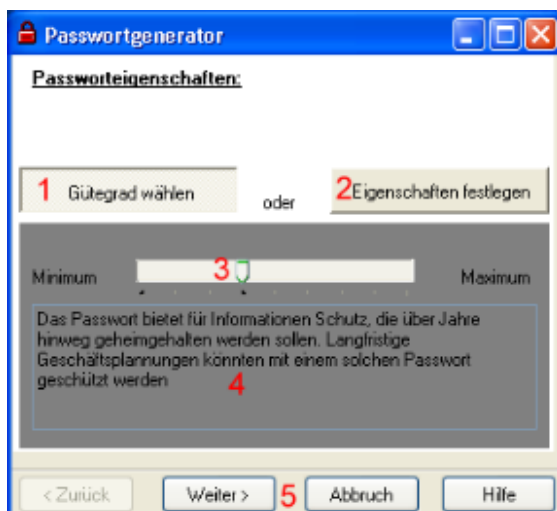 Passwortgenerator
Passworteigenschaften:
1 Gütegrad wählen oder 2 Eigenschaften festlegen
3
Minimum Maximum
Das Passwort bietet für Informationen Schutz, die über Jahre
hinweg geheimgehalten werden sollen. Langfristige
Geschäftsplannungen könnten mit einem solchen Passwort
geschützt werden
4
< Zurück Weiter > 5 Abbruch Hilfe